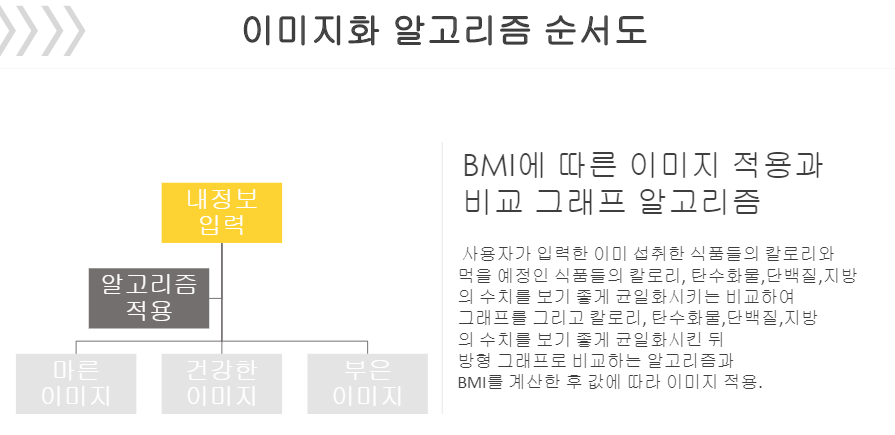 이미지화 알고리즘 순서도
내정보
입력
알고리즘
적용
마른
이미지
건강한
이미지
부은
이미지
BMI에 따른 이미지 적용과
비교 그래프 알고리즘
사용자가 입력한 이미 섭취한 식품들의 칼로리와
먹을 예정인 식품들의 칼로리, 탄수화물,단백질,지방
의 수치를 보기 좋게 균일화시키는 비교하여
그래프를 그리고 칼로리, 탄수화물,단백질,지방
의 수치를 보기 좋게 균일화시킨 뒤
방형 그래프로 비교하는 알고리즘과
BMI를 계산한 후 값에 따라 이미지 적용.